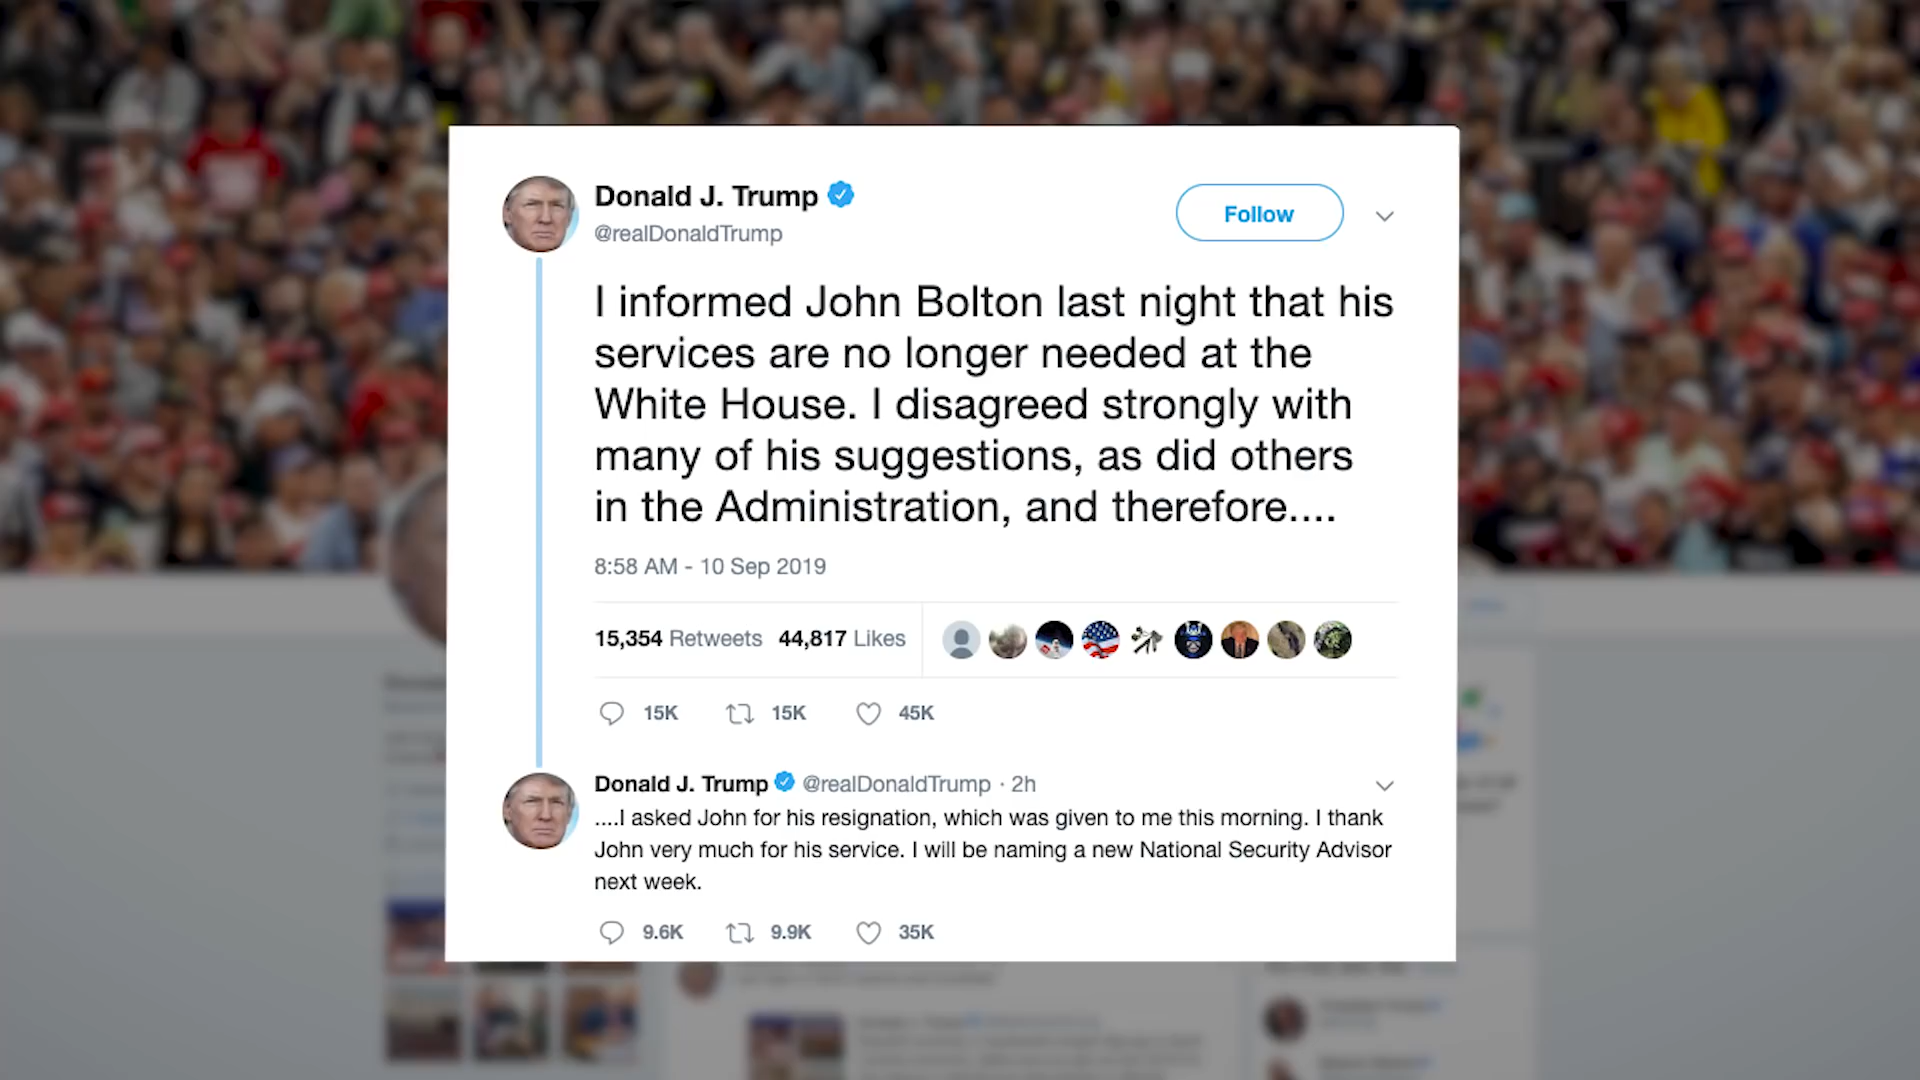 Donald J. Trump
@realDonaldTrump
Follow
I informed John Bolton last night that his
services are no longer needed at the
White House. I disagreed strongly with
many of his suggestions, as did others
in the Administration, and therefore....
8:58 AM - 10 Sep 2019
15,354 Retweets 44,817 Likes
15K 15K 45K
Donald J. Trump @realDonaldTrump · 2h
....I asked John for his resignation, which was given to me this morning. I thank
John very much for his service. I will be naming a new National Security Advisor
next week.
9.6K 9.9K 35K